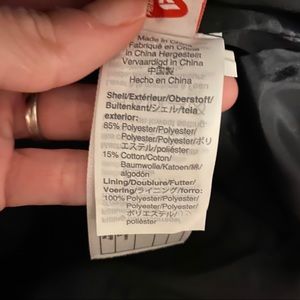 Made in China
Fabriqué en China
In China Hergestellt
Vervaardigd In China
中国製
Hecho en China
Shell/Extérieur/Oberstoff/
Buitenkant/シェル/tela
exterior:
85% Polyester/Polyester/
Polyester/Polyester/ポリ
エステル/poliéster
15% Cotton/Coton/
Baumwolle/Katoen/綿/
algodón
Lining/Doublure/Futter/
Voering/ライニング/forro:
100% Polyester/Polyester/
Polyester/Polyester/
ポリエステル/
poliéster